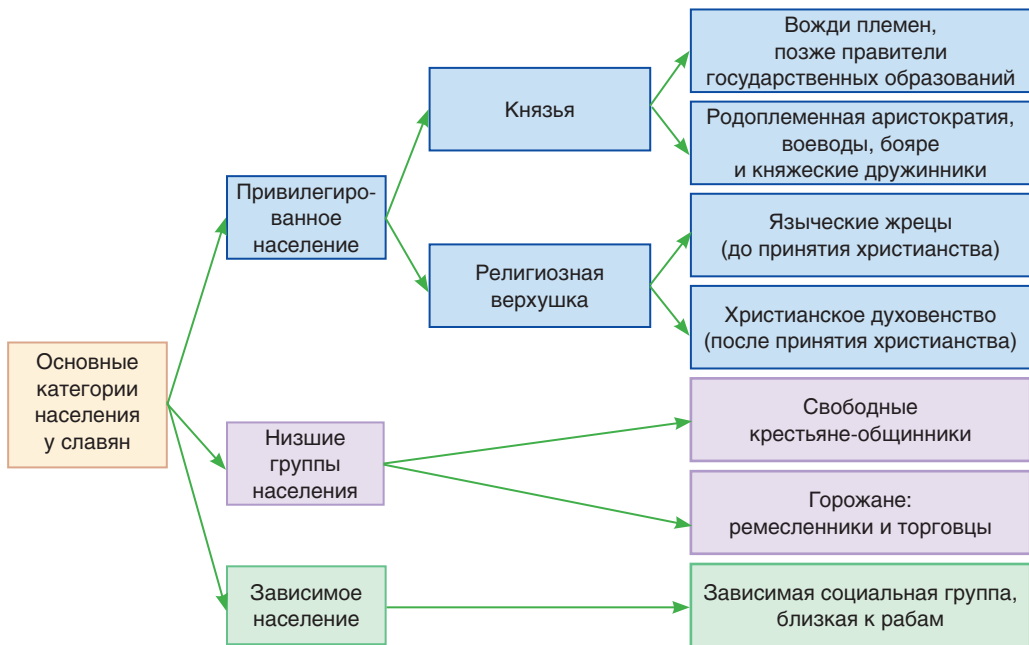 Основные
категории
населения
у славян
Привилегиро-
ванное
население
Князья
Вожди племен,
позже правители
государственных образований
Родоплеменная аристократия,
воеводы, бояре
и княжеские дружинники
Религиозная
верхушка
Языческие жрецы
(до принятия христианства)
Христианское духовенство
(после принятия христианства)
Низшие
группы
населения
Свободные
крестьяне-общинники
Горожане:
ремесленники и торговцы
Зависимое
население
Зависимая социальная группа,
близкая к рабам